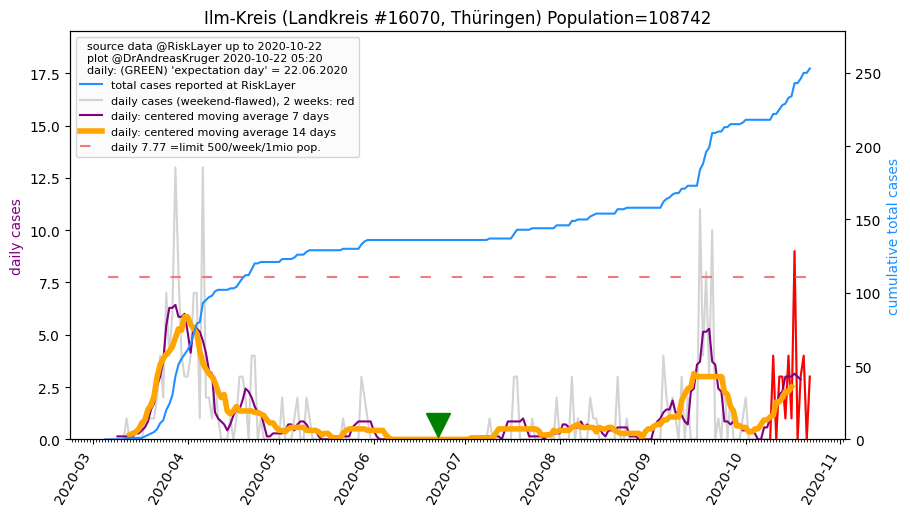 Ilm-Kreis (Landkreis #16070, Thüringen) Population=108742
source data @RiskLayer up to 2020-10-22
plot @DrAndreasKruger 2020-10-22 05:20
daily: (GREEN) 'expectation day' = 22.06.2020
total cases reported at RiskLayer
daily cases (weekend-flawed), 2 weeks: red
daily: centered moving average 7 days
daily: centered moving average 14 days
daily 7.77 =limit 500/week/1mio pop.
daily cases
17.5
15.0
12.5
10.0
7.5
5.0
2.5
0.0
250
200
150
100
50
0
cumulative total cases
2020-03
2020-04
2020-05
2020-06
2020-07
2020-08
2020-09
2020-10
2020-11